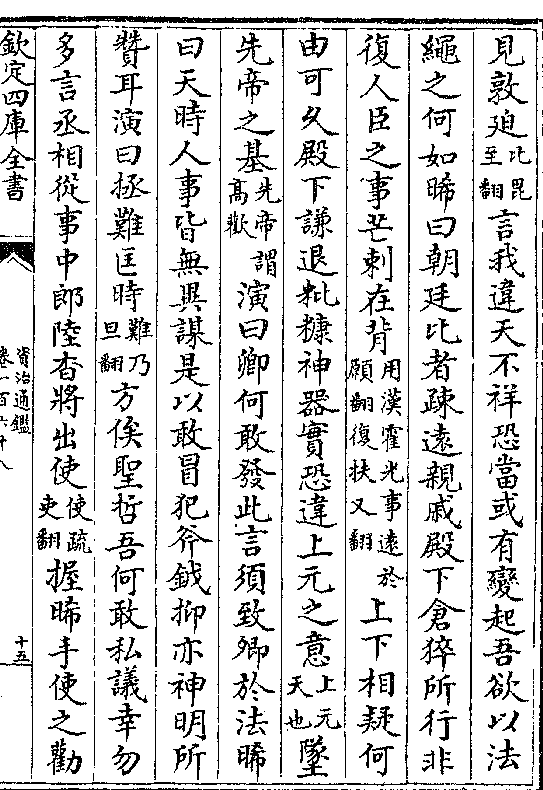 見敦迫比毘至翻言我違天不祥恐當或有變起吾欲以法
繩之何如晞曰朝廷比者疎遠親戚殿下倉猝所行非
復人臣之事芒刺在背用漢霍光事遠於願翻復扶又翻上下相疑何
由可久殿下謙退粃糠神器實恐違上元之意上元天也墜
先帝之基先帝謂高歡演曰卿何敢發此言須致卿於法晞
曰天時人事皆無異謀是以敢冒犯斧鉞抑亦神明所
贊耳演曰拯難匡時難乃旦翻方俟聖哲吾何敢私議幸勿
多言丞相從事中郎陸杳將出使使疏吏翻握晞手使之勸
欽定四庫全書
資治通鑑
卷一百六十八
十五